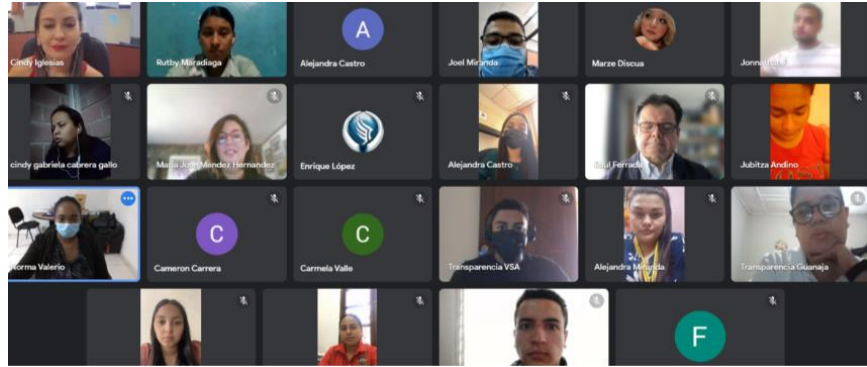 Cindy Iglesias
Rutby Maradiaga
A
Alejandra Castro
Joel Miranda
Marze Discua
cindy gabriela cabrera gallo
Maria José Mendez Hernandez
Enrique López
Alejandra Castro
Jubitza Andino
Norma Valerio
C
Cameron Carrera
C
Carmela Valle
Transparencia VSA
Alejandra Miranda
Transparencia Guanaja
F